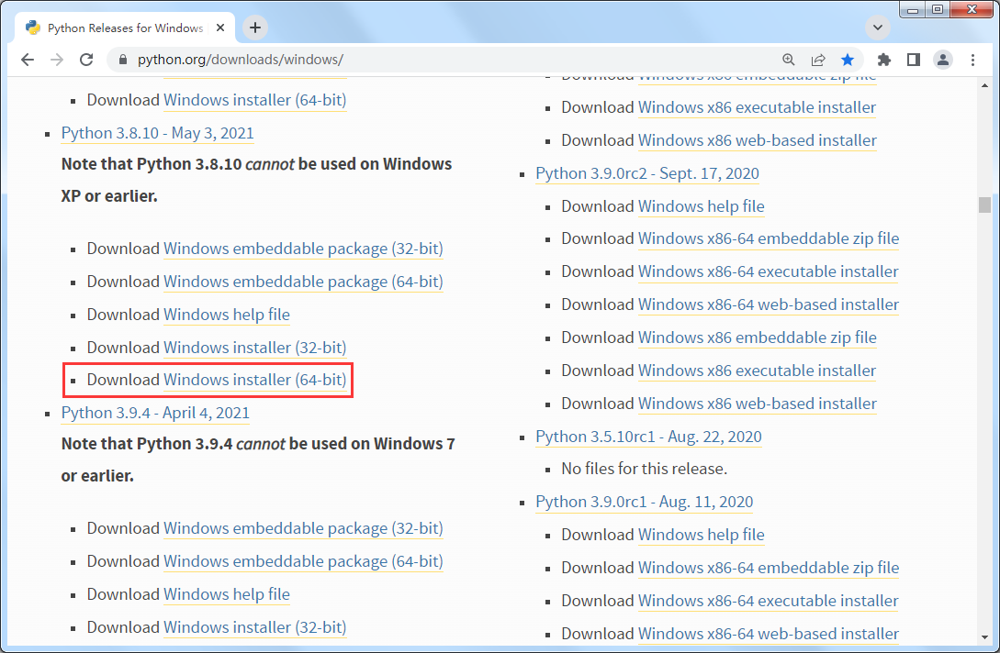 Python Releases for Windows
python.org/downloads/windows/
Download Windows installer (64-bit)
Python 3.8.10 - May 3, 2021
Note that Python 3.8.10 cannot be used on Windows
XP or earlier.
Download Windows embeddable package (32-bit)
Download Windows embeddable package (64-bit)
Download Windows help file
Download Windows installer (32-bit)
Download Windows installer (64-bit)
Python 3.9.4 - April 4, 2021
Note that Python 3.9.4 cannot be used on Windows 7
or earlier.
Download Windows embeddable package (32-bit)
Download Windows embeddable package (64-bit)
Download Windows help file
Download Windows installer (32-bit)
Download Windows x86 embeddable zip file
Download Windows x86 executable installer
Download Windows x86 web-based installer
Python 3.9.0rc2 - Sept. 17, 2020
Download Windows help file
Download Windows x86-64 embeddable zip file
Download Windows x86-64 executable installer
Download Windows x86-64 web-based installer
Download Windows x86 embeddable zip file
Download Windows x86 executable installer
Download Windows x86 web-based installer
Python 3.5.10rc1 - Aug. 22, 2020
No files for this release.
Python 3.9.0rc1 - Aug. 11, 2020
Download Windows help file
Download Windows x86-64 embeddable zip file
Download Windows x86-64 executable installer
Download Windows x86-64 web-based installer